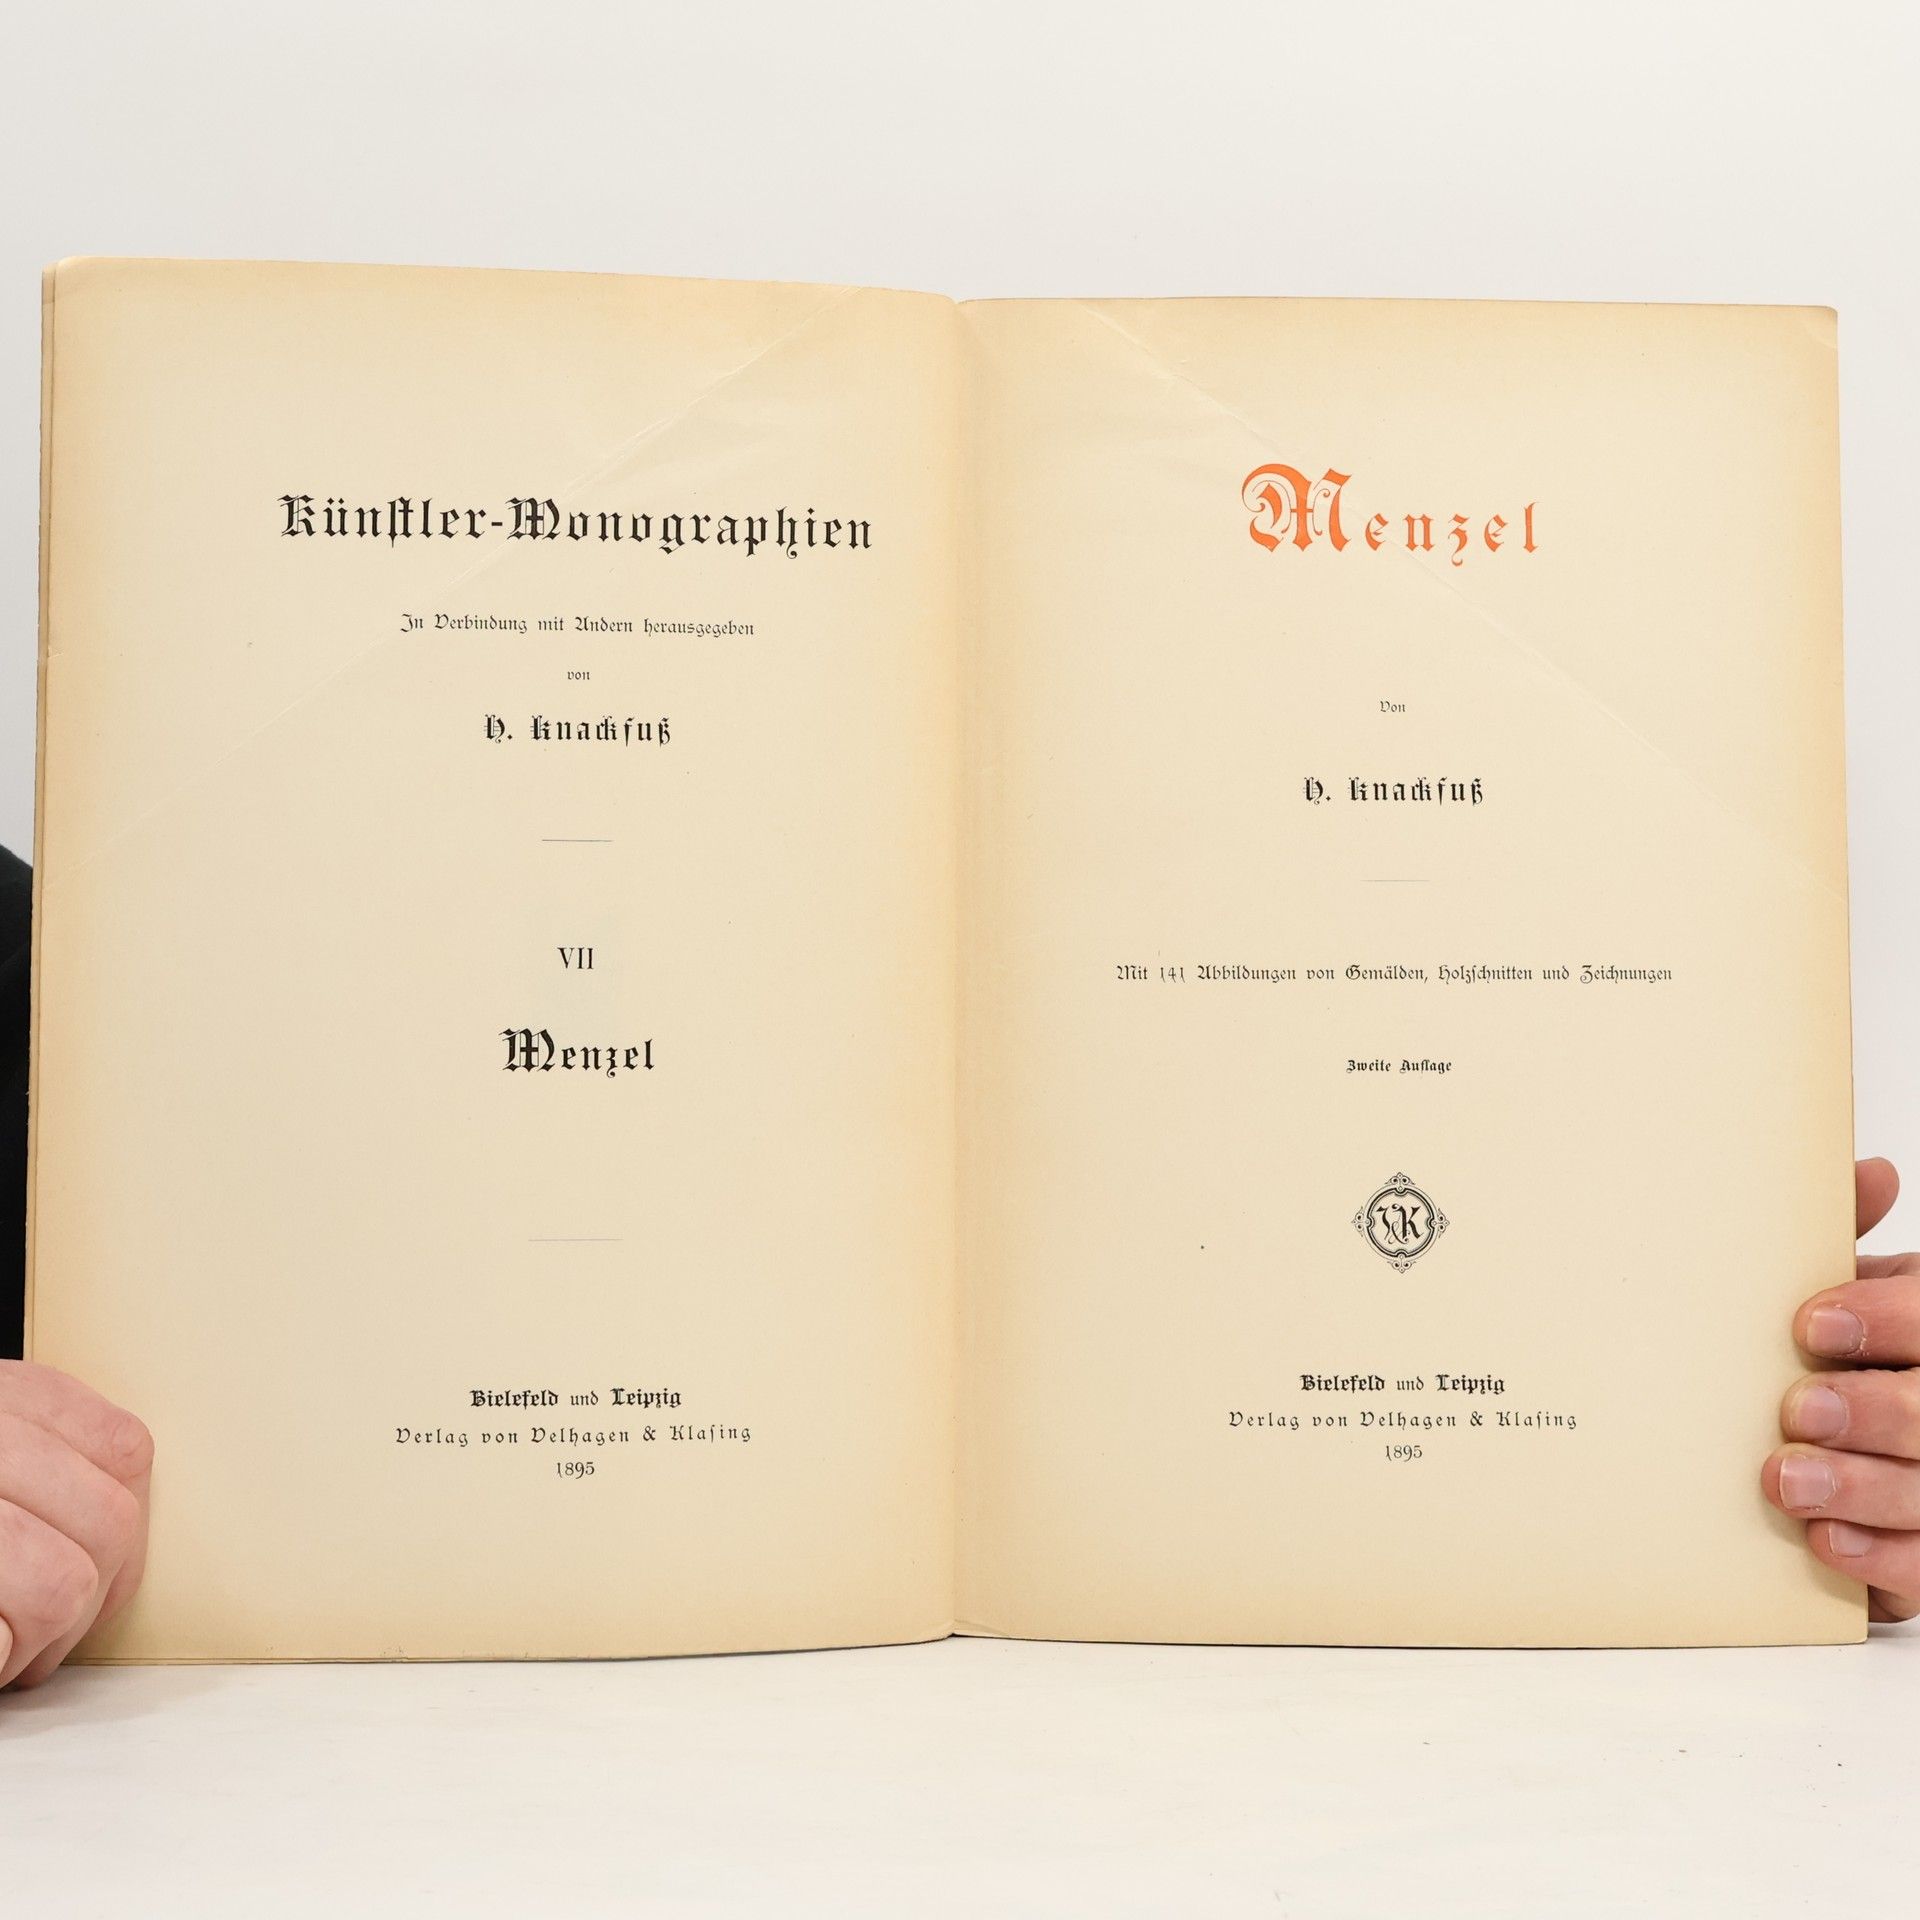 Künstler-Monographien
In Verbindung mit Andern herausgegeben
von
H. Knackfuß
VII
Menzel
Bielefeld und Leipzig
Verlag von Velhagen & Klasing
1895
Menzel
Von
H. Knackfuß
Mit 141 Abbildungen von Gemälden, Holzschnitten und Zeichnungen
Zweite Auflage
VK
Bielefeld und Leipzig
Verlag von Velhagen & Klasing
1895